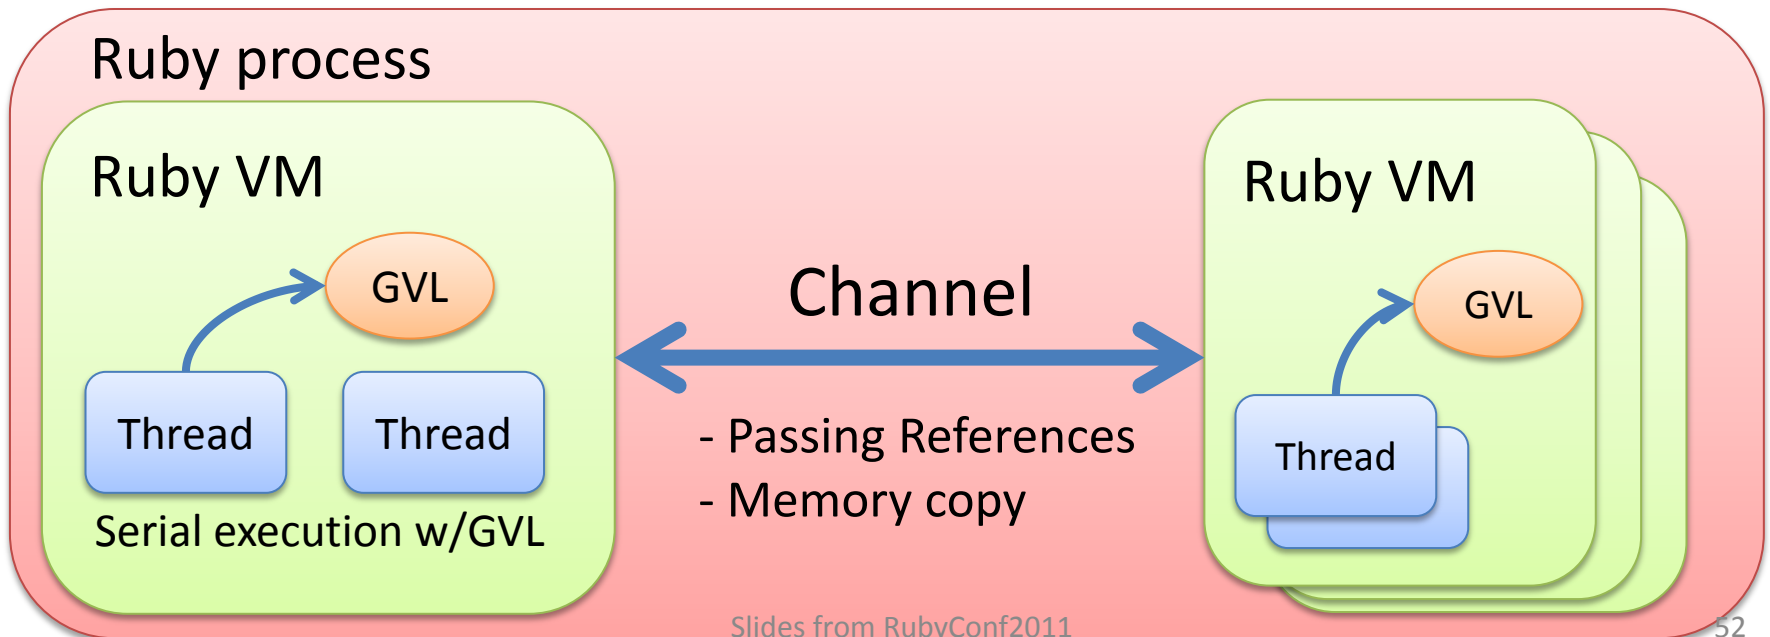 Ruby process
Ruby VM
GVL
Thread
Thread
Serial execution w/GVL
Channel
- Passing References
- Memory copy
Ruby VM
GVL
Thread
Slides from RubyConf2011
52